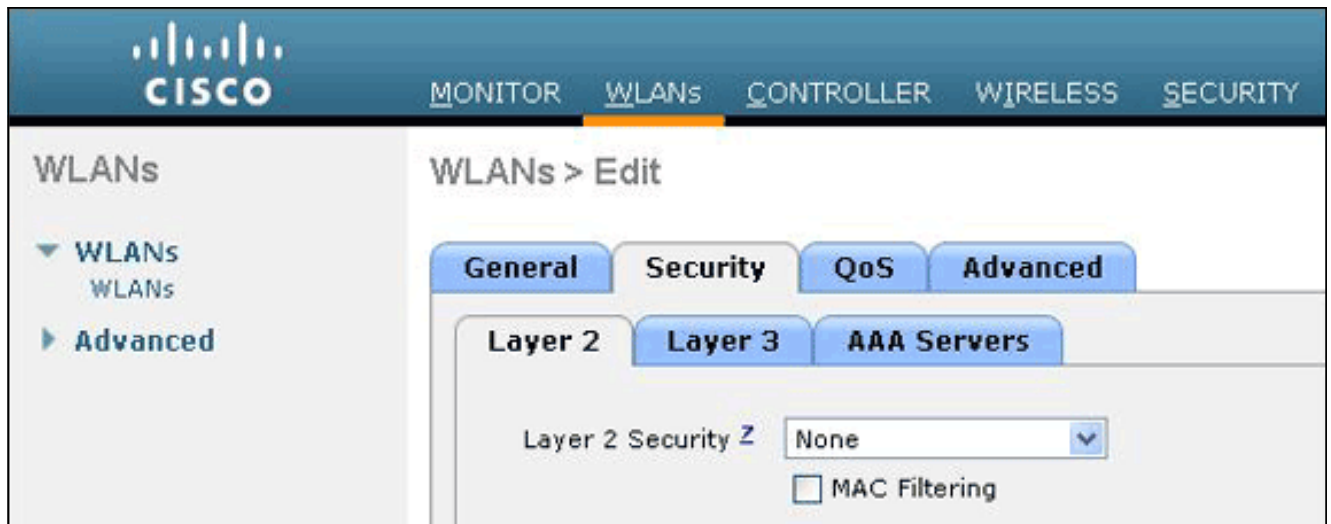 CISCO
MONITOR WLANs CONTROLLER WIRELESS SECURITY
WLANs
WLANs
WLANs
Advanced
WLANs > Edit
General Security QoS Advanced
Layer 2 Layer 3 AAA Servers
Layer 2 Security Z None
MAC Filtering